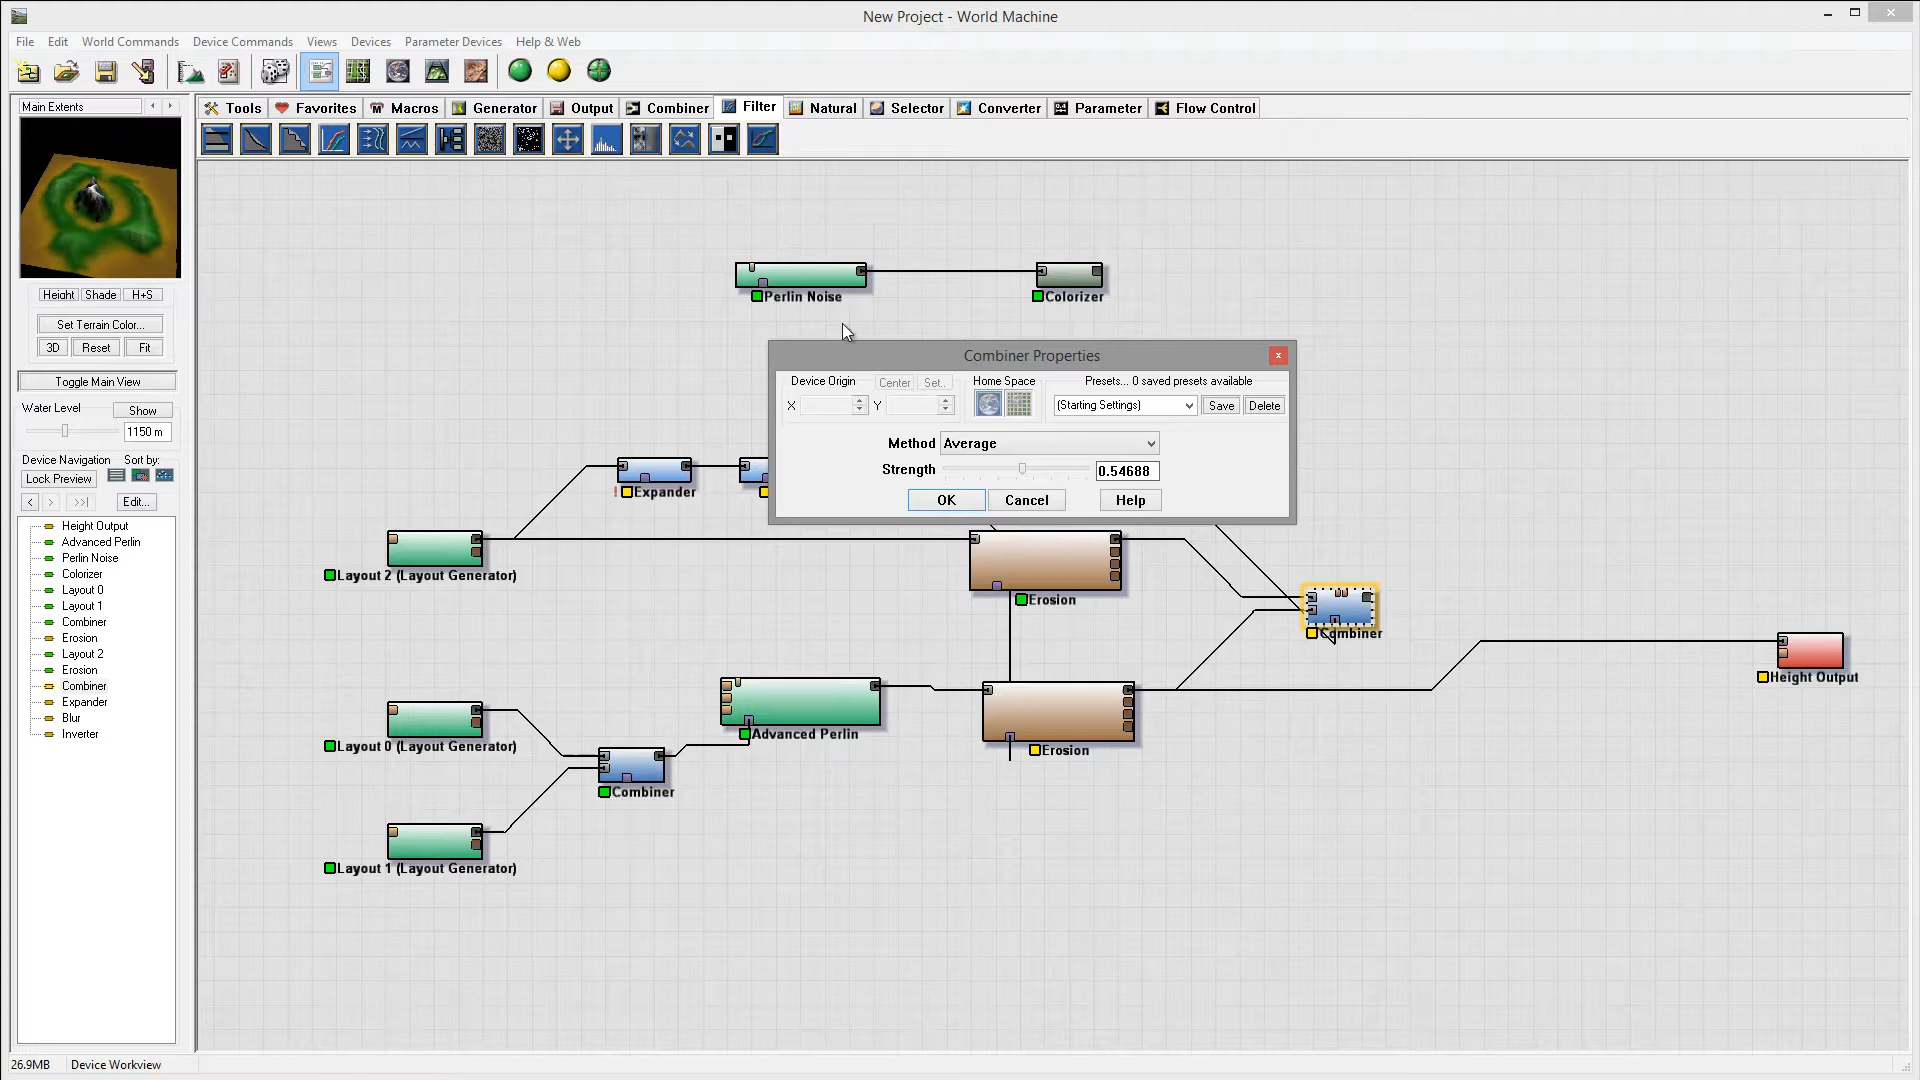 New Project - World Machine
File Edit World Commands Device Commands Views Devices Parameter Devices Help & Web
Main Extents
Tools Favorites Macros Generator Output Combiner Filter Natural Selector Converter Parameter Flow Control
Height Shade H+S
Set Terrain Color...
3D Reset Fit
Toggle Main View
Water Level Show
1150 m
Device Navigation Sort by:
Lock Preview
< > >>| Edit...
Height Output
Advanced Perlin
Perlin Noise
Colorizer
Layout 0
Layout 1
Combiner
Erosion
Layout 2
Erosion
Combiner
Expander
Blur
Inverter
Perlin Noise
Colorizer
Combiner Properties
x
Device Origin Center Set.. Home Space Presets... 0 saved presets available
X Y (Starting Settings) Save Delete
Method Average
Strength 0.54688
OK Cancel Help
! Expander
Layout 2 (Layout Generator)
Erosion
Combiner
Height Output
Advanced Perlin
Erosion
Layout 0 (Layout Generator)
Combiner
Layout 1 (Layout Generator)
26.9MB Device Workview